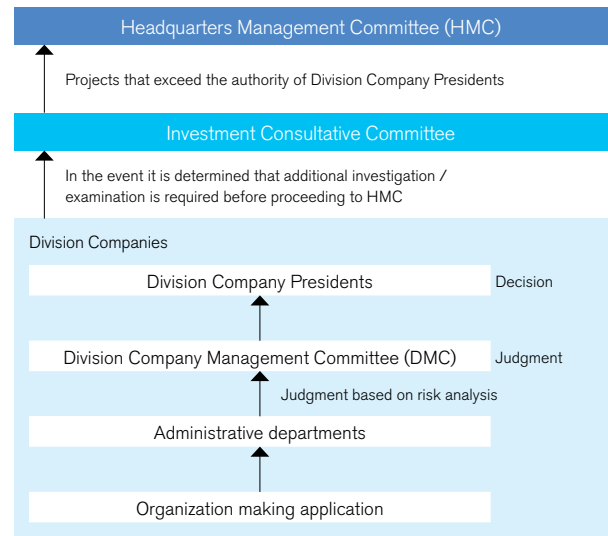 Headquarters Management Committee (HMC)
Projects that exceed the authority of Division Company Presidents
Investment Consultative Committee
In the event it is determined that additional investigation /
examination is required before proceeding to HMC
Division Companies
Division Company Presidents
Decision
Division Company Management Committee (DMC)
Judgment
Judgment based on risk analysis
Administrative departments
Organization making application